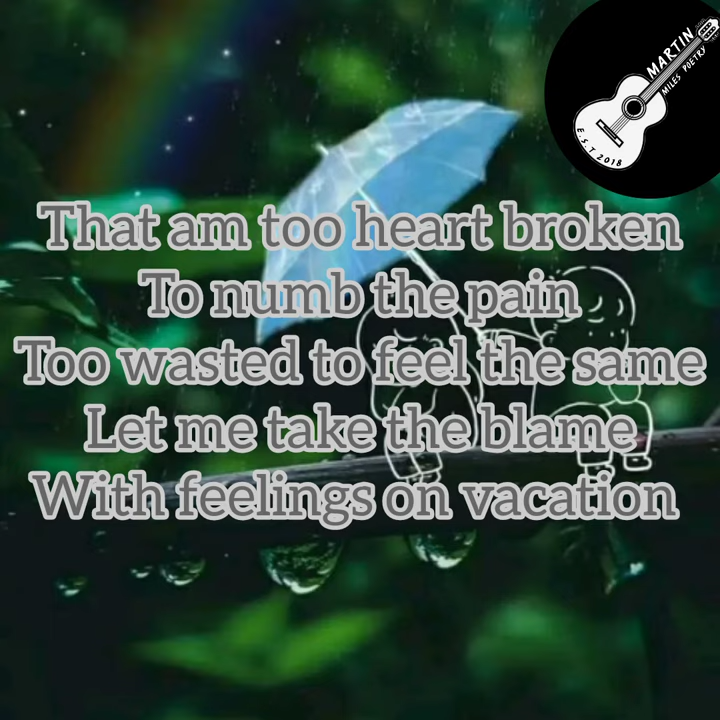 MARTIN
MILES POETRY
E.S.T 2018
That am too heart broken
To numb the pain
Too wasted to feel the same
Let me take the blame
With feelings on vacation